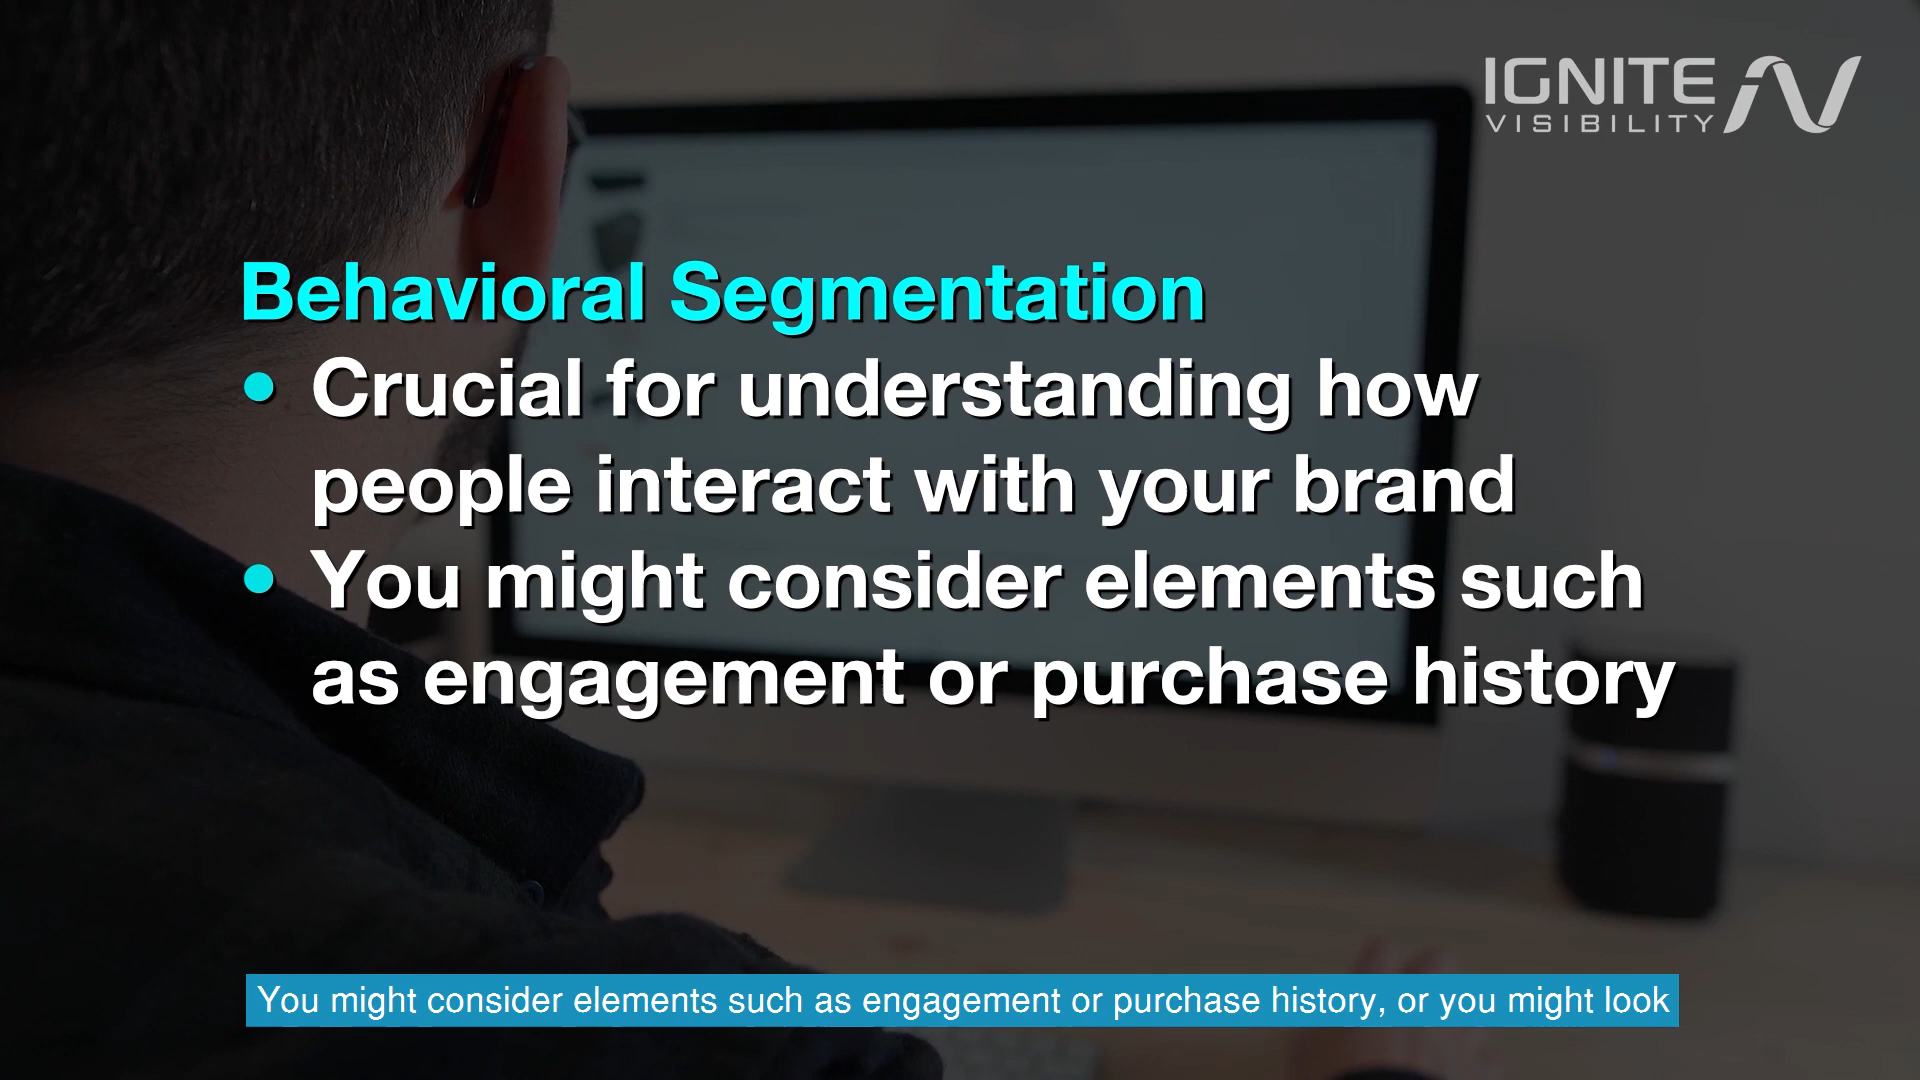 IGNITE
VISIBILITY
Behavioral Segmentation
• Crucial for understanding how
people interact with your brand
• You might consider elements such
as engagement or purchase history
You might consider elements such as engagement or purchase history, or you might look